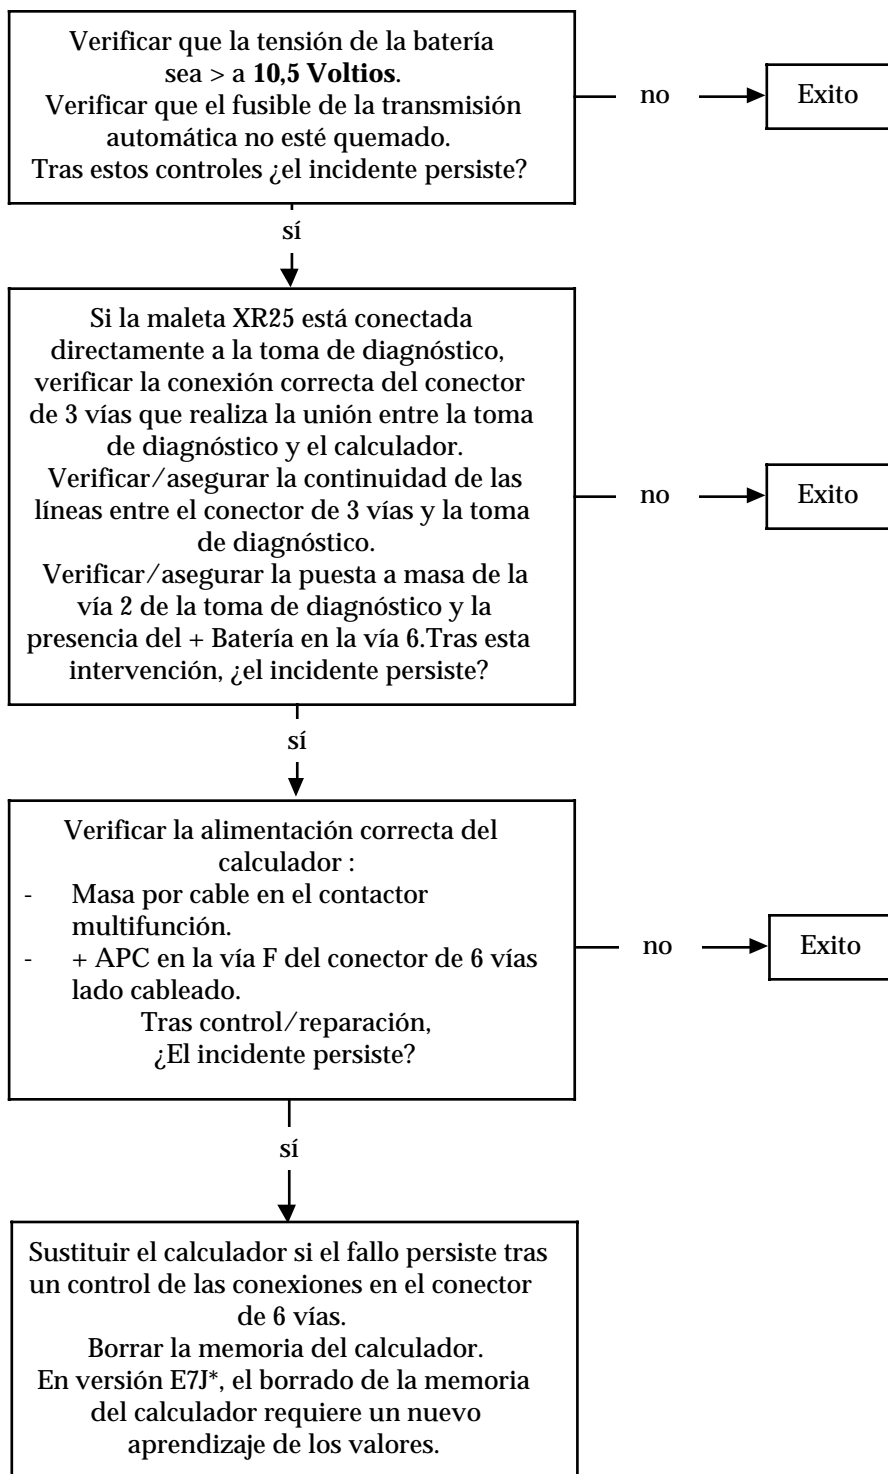 Verificar que la tensión de la batería
sea > a 10,5 Voltios.
Verificar que el fusible de la transmisión
automática no esté quemado.
Tras estos controles ¿el incidente persiste?
no
Exito
sí
Si la maleta XR25 está conectada
directamente a la toma de diagnóstico,
verificar la conexión correcta del conector
de 3 vías que realiza la unión entre la toma
de diagnóstico y el calculador.
Verificar/asegurar la continuidad de las
líneas entre el conector de 3 vías y la toma
de diagnóstico.
Verificar/asegurar la puesta a masa de la
vía 2 de la toma de diagnóstico y la
presencia del + Batería en la vía 6.Tras esta
intervención, ¿el incidente persiste?
no
Exito
sí
Verificar la alimentación correcta del
calculador :
- Masa por cable en el contactor
multifunción.
- + APC en la vía F del conector de 6 vías
lado cableado.
Tras control/reparación,
¿El incidente persiste?
no
Exito
sí
Sustituir el calculador si el fallo persiste tras
un control de las conexiones en el conector
de 6 vías.
Borrar la memoria del calculador.
En versión E7J*, el borrado de la memoria
del calculador requiere un nuevo
aprendizaje de los valores.